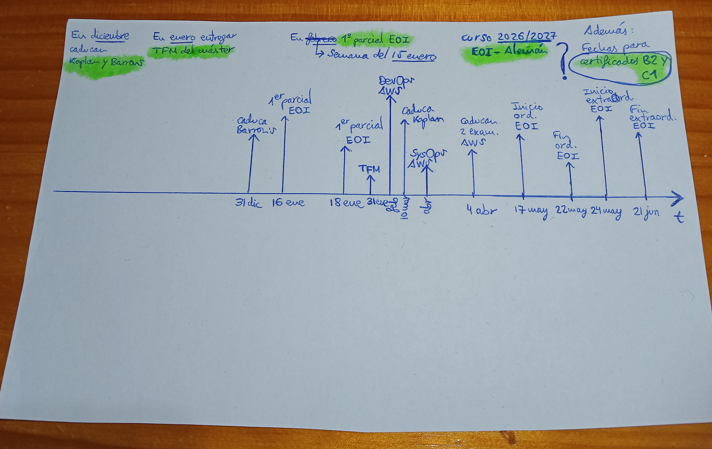 En diciembre
caducan
Kaplan y Barrons
En enero entregar
TFM del máster
En febrero 1º parcial EOI
↳ Semana del 15 enero
curso 2026/2027
EOI - Alemán
?
Además:
Fechas para
certificados B2 y
C1
caduca
Barrons
1er parcial
EOI
1er parcial
EOI
TFM
DevOps
AWS
Caduca
Kaplan
SysOps
AWS
Caducan
2 exam.
AWS
Inicio
ord.
EOI
Fin
ord.
EOI
Inicio
extraord.
EOI
Fin
extraord.
EOI
31 dic
16 ene
18 ene
31 ene
4 abr
17 may
22 may
24 may
21 jun
t